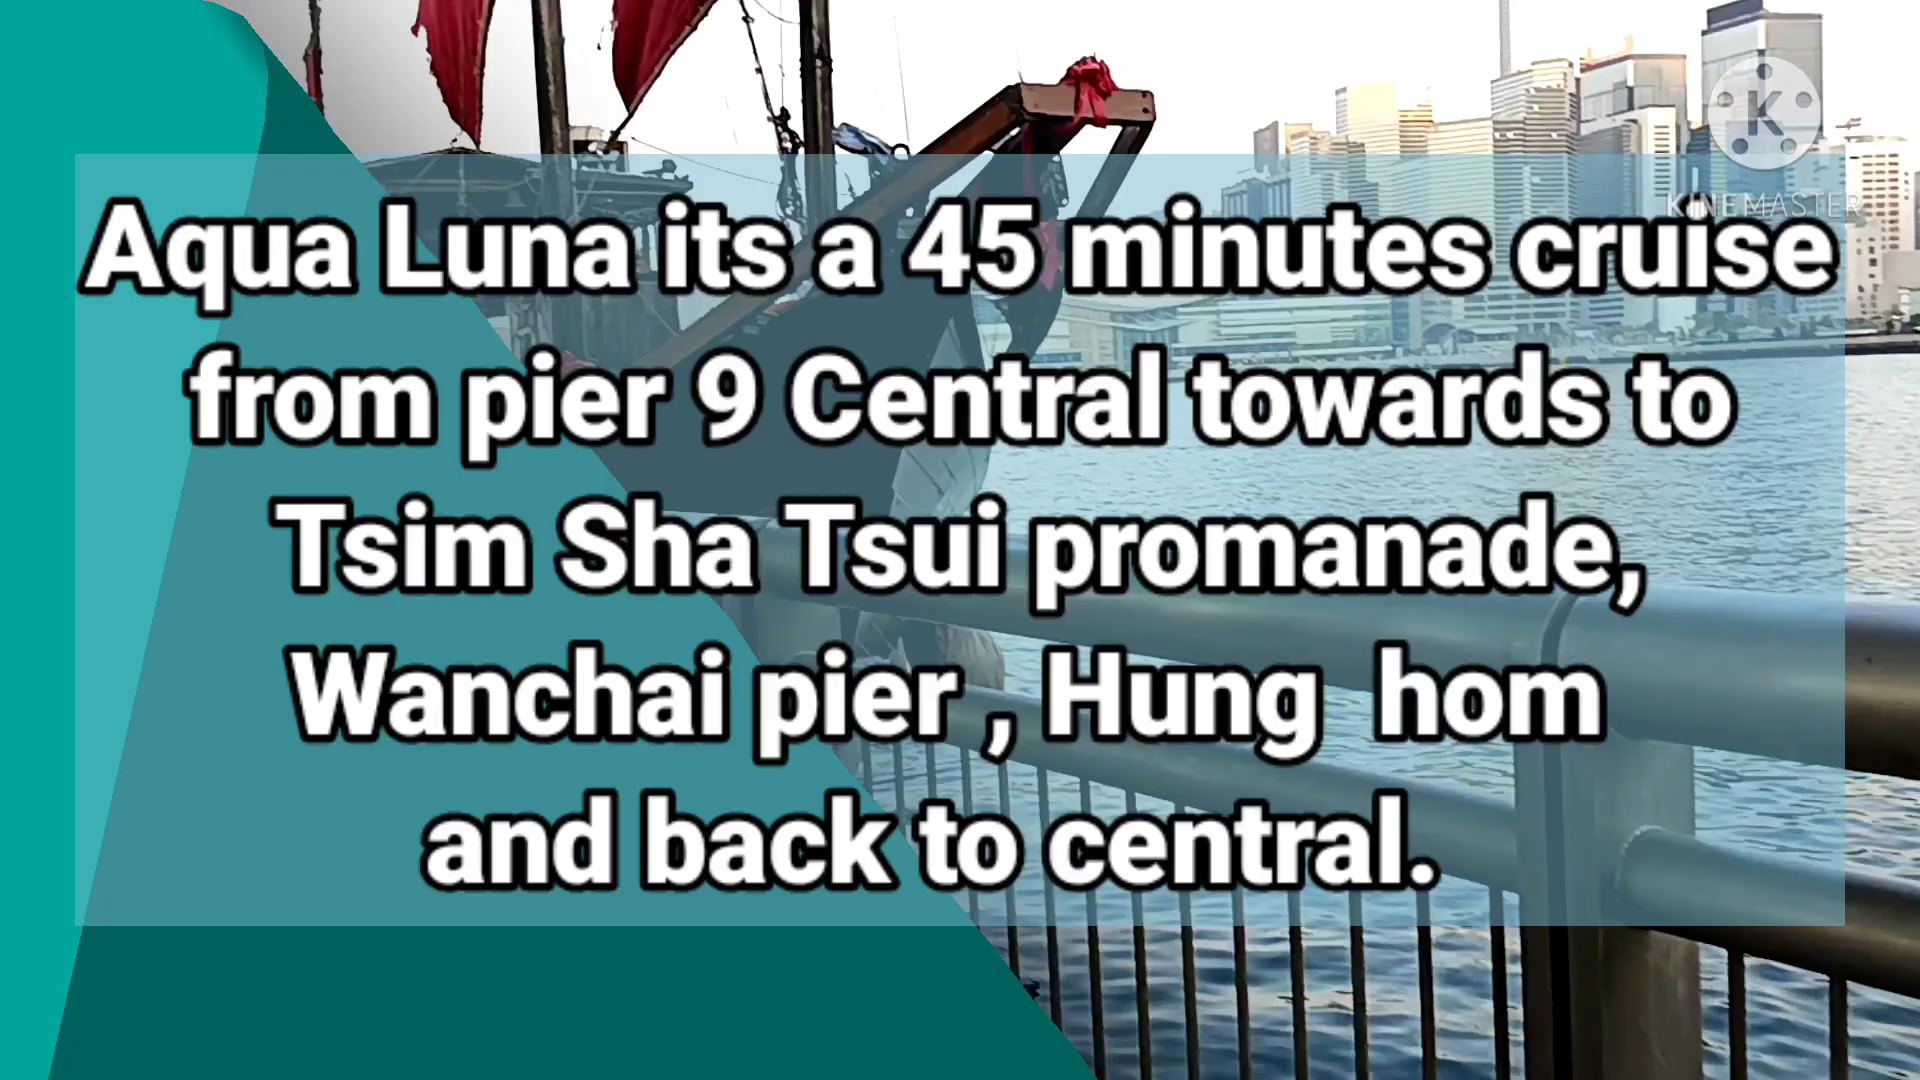 K
KINEMASTER
Aqua Luna its a 45 minutes cruise
from pier 9 Central towards to
Tsim Sha Tsui promanade,
Wanchai pier , Hung  hom
and back to central.